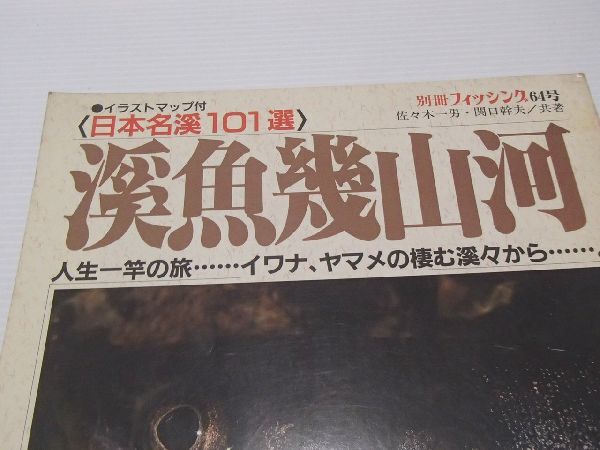 別冊フィッシング64号
佐々木一男・関口幹夫/共著
●イラストマップ付
〈日本名溪101選〉
溪魚幾山河
人生一竿の旅……イワナ、ヤマメの棲む溪々から……